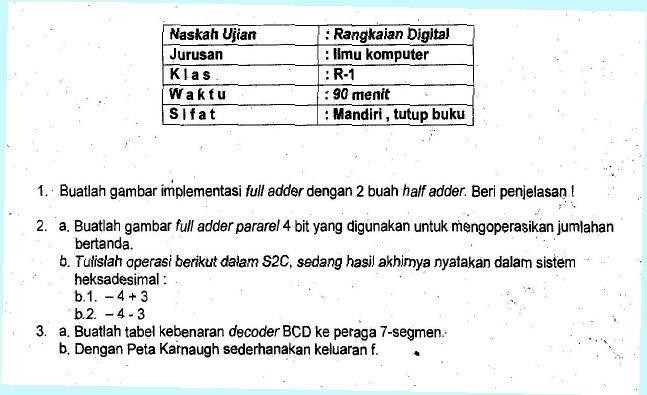 Naskah Ujian : Rangkaian Digital
Jurusan : Ilmu komputer
K l a s : R-1
W a k t u : 90 menit
S i f a t : Mandiri , tutup buku
1. Buatlah gambar implementasi full adder dengan 2 buah half adder. Beri penjelasan !
2. a. Buatlah gambar full adder pararel 4 bit yang digunakan untuk mengoperasikan jumlahan
bertanda.
b. Tulislah operasi berikut dalam S2C, sedang hasil akhirnya nyatakan dalam sistem
heksadesimal :
b.1. – 4 + 3
b.2. – 4 - 3
3. a. Buatlah tabel kebenaran decoder BCD ke peraga 7-segmen.
b. Dengan Peta Karnaugh sederhanakan keluaran f.